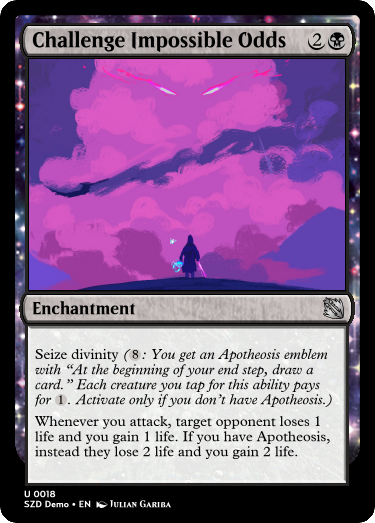 Challenge Impossible Odds 2
Enchantment
Seize divinity (8: You get an Apotheosis emblem
with “At the beginning of your end step, draw a
card.” Each creature you tap for this ability pays
for 1. Activate only if you don’t have Apotheosis.)
Whenever you attack, target opponent loses 1
life and you gain 1 life. If you have Apotheosis,
instead they lose 2 life and you gain 2 life.
U 0018
SZD Demo • EN Julian Gariba